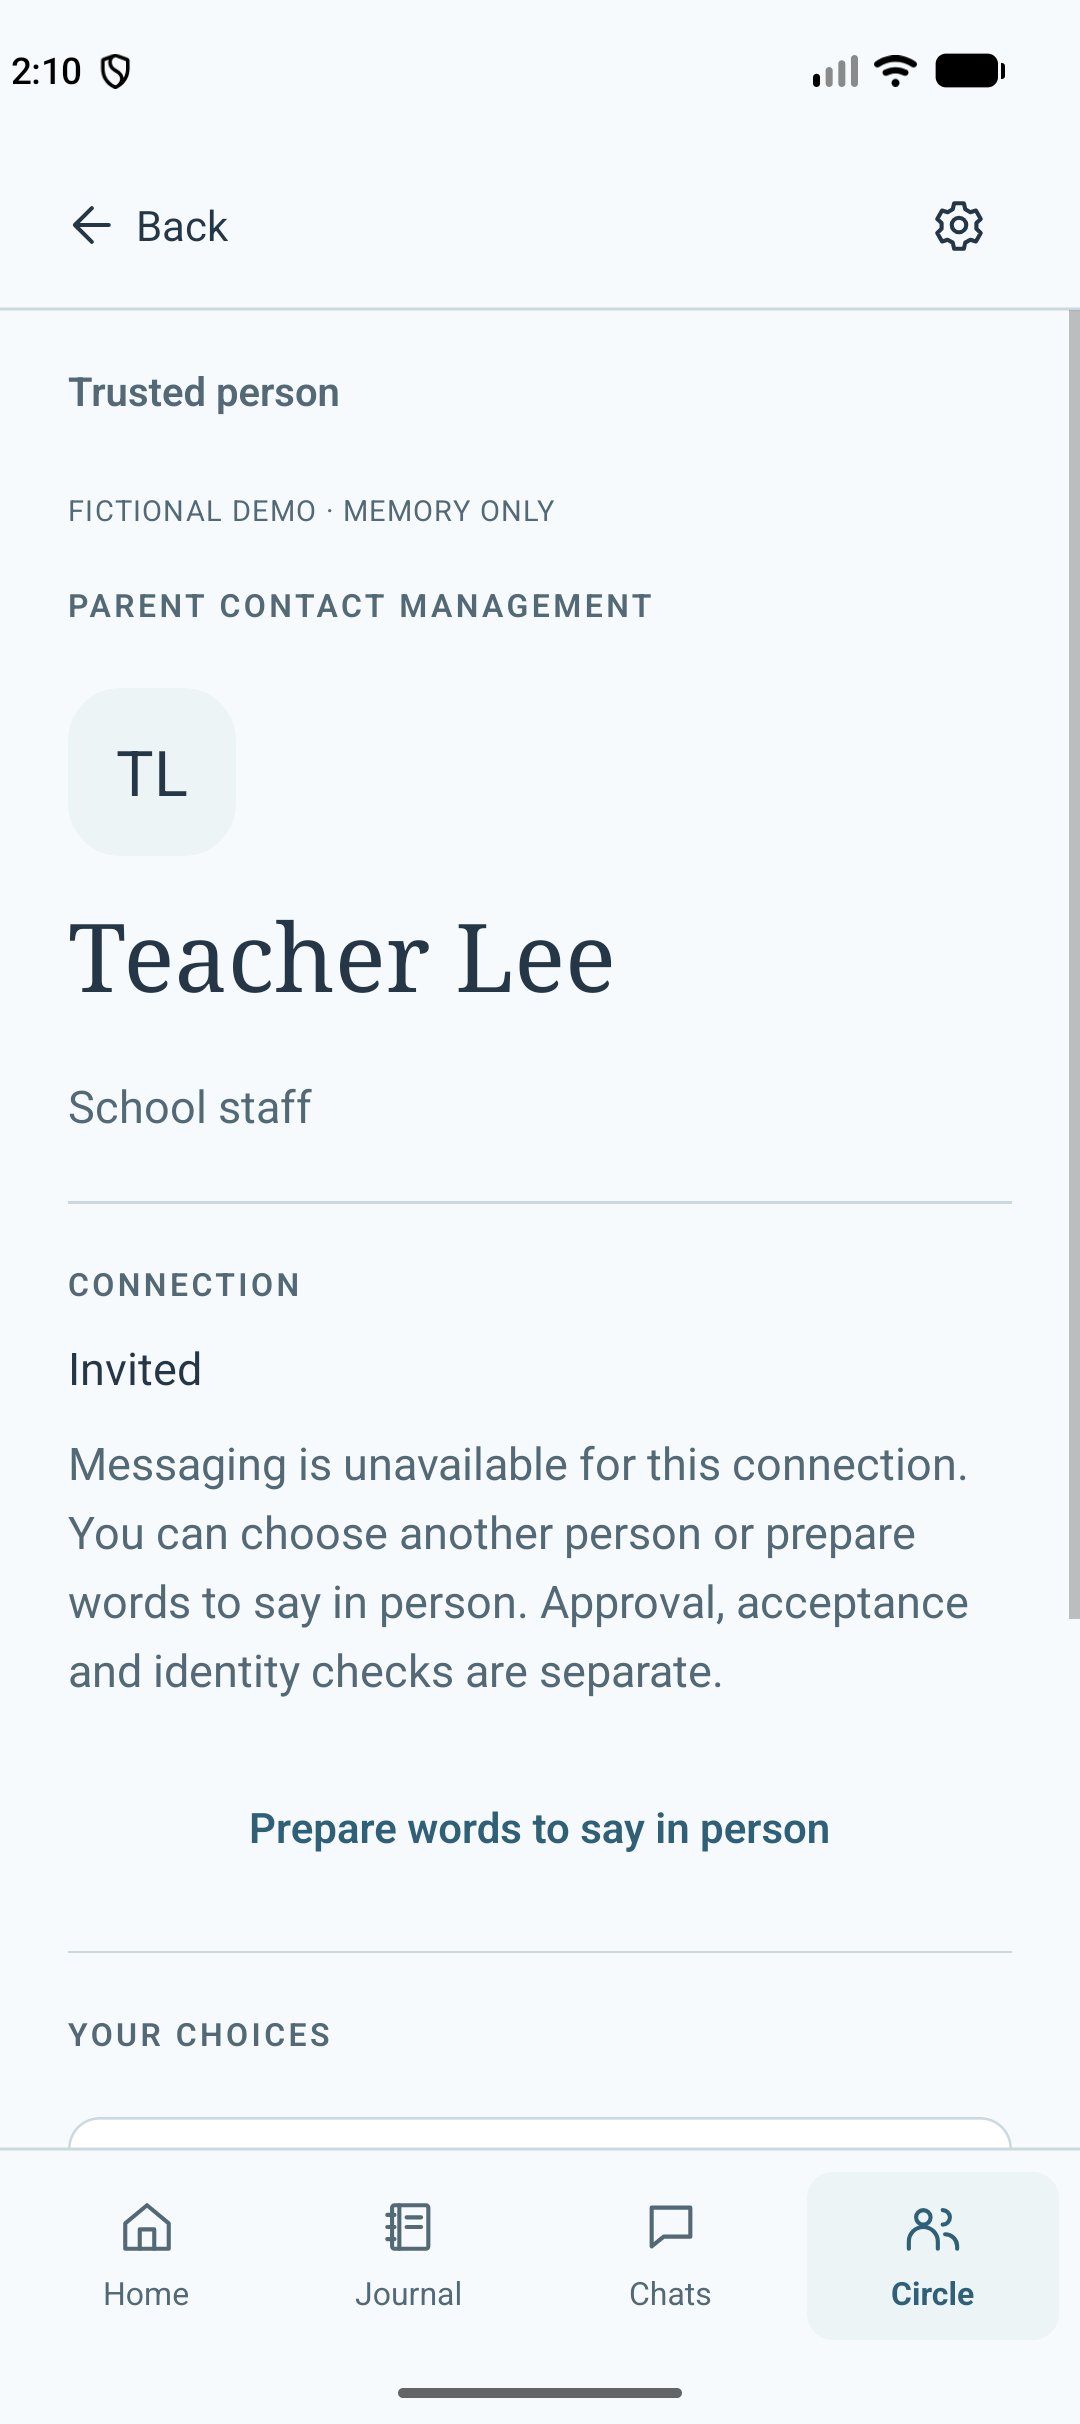 2:10
Back
Trusted person
FICTIONAL DEMO · MEMORY ONLY
PARENT CONTACT MANAGEMENT
TL
Teacher Lee
School staff
CONNECTION
Invited
Messaging is unavailable for this connection.
You can choose another person or prepare
words to say in person. Approval, acceptance
and identity checks are separate.
Prepare words to say in person
YOUR CHOICES
Home
Journal
Chats
Circle